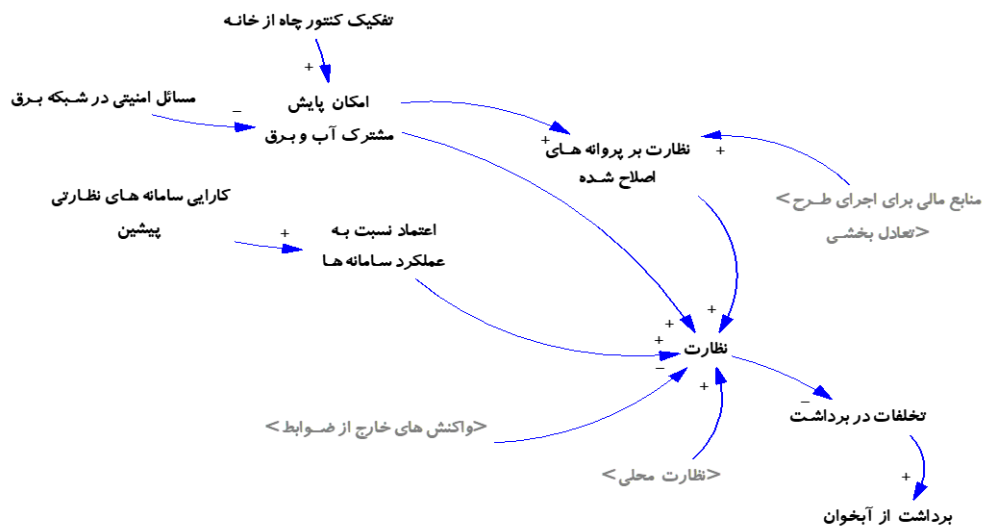 تفکیک کنتور چاه از خانه
+
امکان پایش
مشترک آب و برق
مسائل امنیتی در شبکه برق
–
نظارت بر پروانه های
اصلاح شده
+
+
منابع مالی برای اجرای طرح>
<تعادل بخشی
کارایی سامانه های نظارتی
پیشین
+
اعتماد نسبت به
عملکرد سامانه ها
+
+
+
–
+
نظارت
<واکنش های خارج از ضوابط>
<نظارت محلی>
–
تخلفات در برداشت
+
برداشت از آبخوان